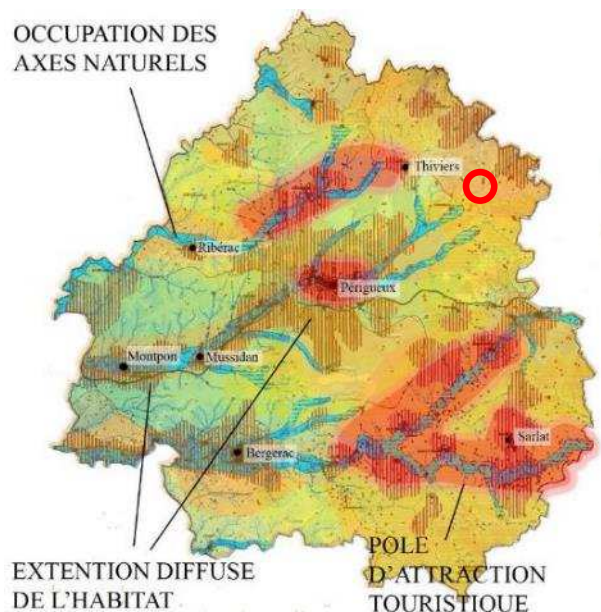 OCCUPATION DES
AXES NATURELS
Thiviers
Ribérac
Périgueux
Montpon
Mussidan
Sarlat
Bergerac
EXTENTION DIFFUSE
DE L'HABITAT
POLE
D'ATTRACTION
TOURISTIQUE